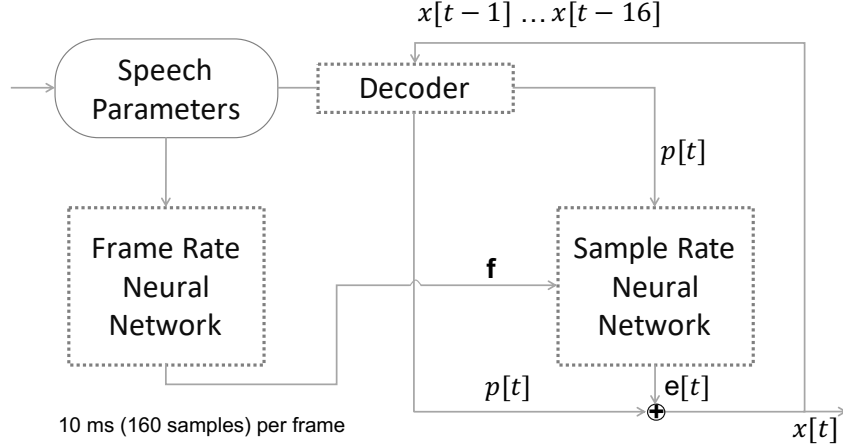 x[t−1] …x[t−16]
Speech
Parameters
Decoder
p[t]
Frame Rate
Neural
Network
f
Sample Rate
Neural
Network
p[t]
e[t]
10 ms (160 samples) per frame
x[t]